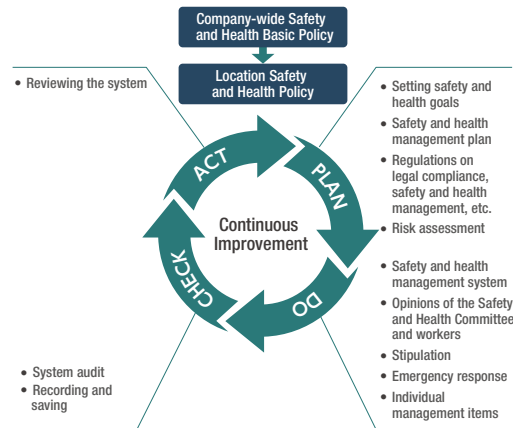 Company-wide Safety
and Health Basic Policy
Location Safety
and Health Policy
• Reviewing the system
• Setting safety and
health goals
• Safety and health
management plan
• Regulations on
legal compliance,
safety and health
management, etc.
• Risk assessment
ACT
PLAN
Continuous
Improvement
CHECK
DO
• Safety and health
management system
• Opinions of the Safety
and Health Committee
and workers
• Stipulation
• Emergency response
• Individual
management items
• System audit
• Recording and
saving